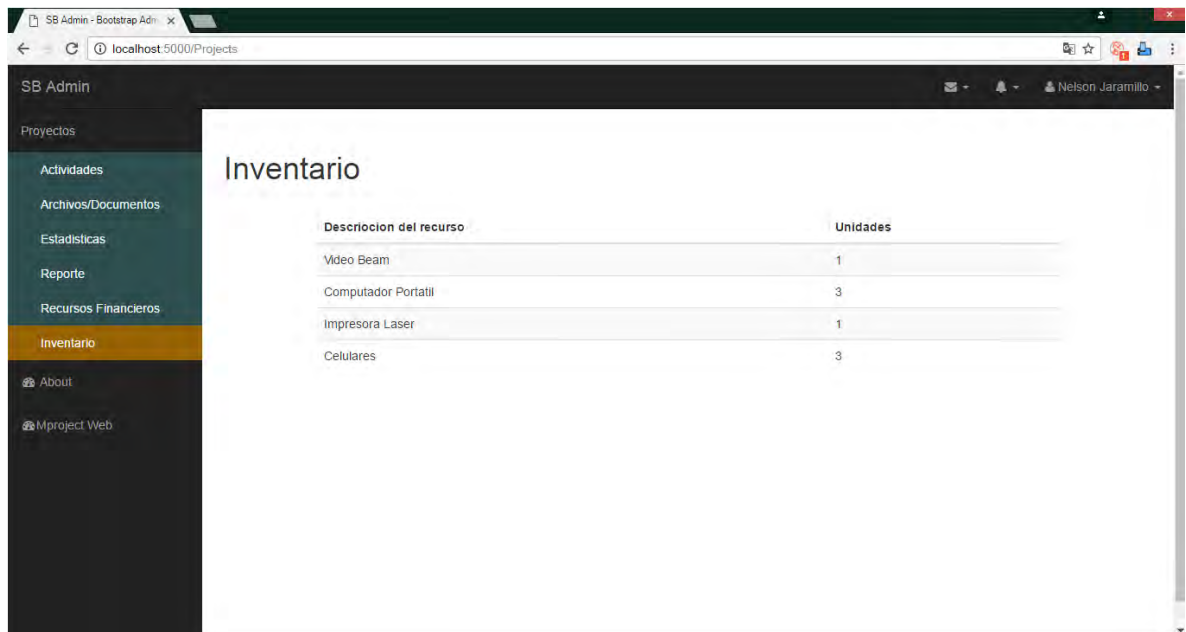 SB Admin - Bootstrap Adm
localhost:5000/Projects
1
SB Admin
Nelson Jaramillo
Proyectos
Actividades
Archivos/Documentos
Estadisticas
Reporte
Recursos Financieros
Inventario
About
Mproject Web
Inventario
Descriocion del recurso Unidades
Video Beam 1
Computador Portatil 3
Impresora Laser 1
Celulares 3